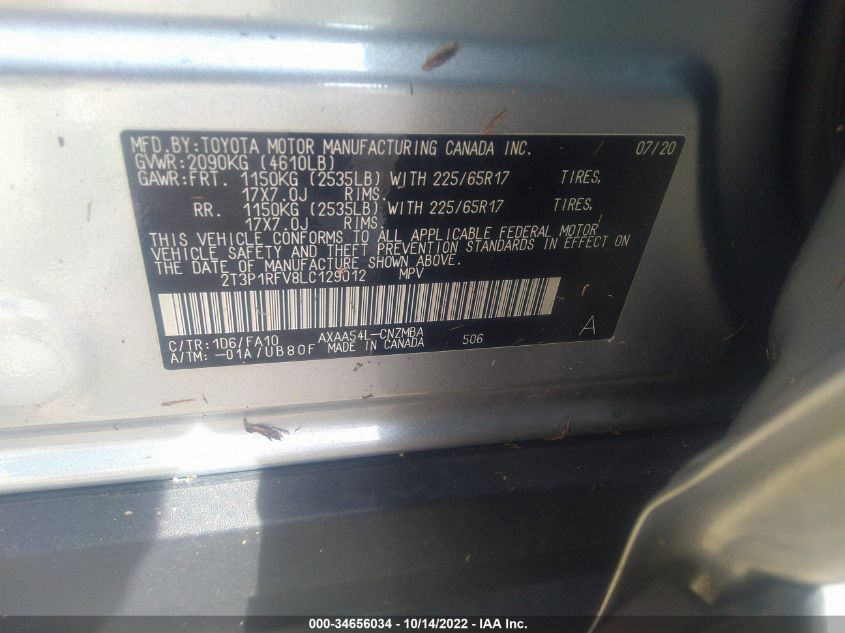 MFD.BY:TOYOTA MOTOR MANUFACTURING CANADA INC. 07/20
GVWR:2090KG (4610LB)
GAWR:FRT. 1150KG (2535LB) WITH 225/65R17 TIRES,
17X7.0J RIMS.
RR. 1150KG (2535LB) WITH 225/65R17 TIRES,
17X7.0J RIMS.
THIS VEHICLE CONFORMS TO ALL APPLICABLE FEDERAL MOTOR
VEHICLE SAFETY AND THEFT PREVENTION STANDARDS IN EFFECT ON
THE DATE OF MANUFACTURE SHOWN ABOVE.
2T3P1RFV8LC129012 MPV
C/TR: 1D6/FA10 AXAA54L-CNZMBA 506 A
A/TM: -01A/UB80F MADE IN CANADA
000-34656034 - 10/14/2022 - IAA Inc.